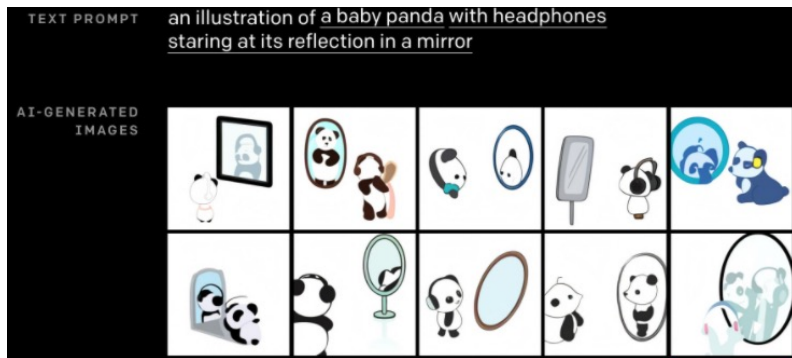 TEXT PROMPT
an illustration of a baby panda with headphones
staring at its reflection in a mirror
AI-GENERATED
IMAGES